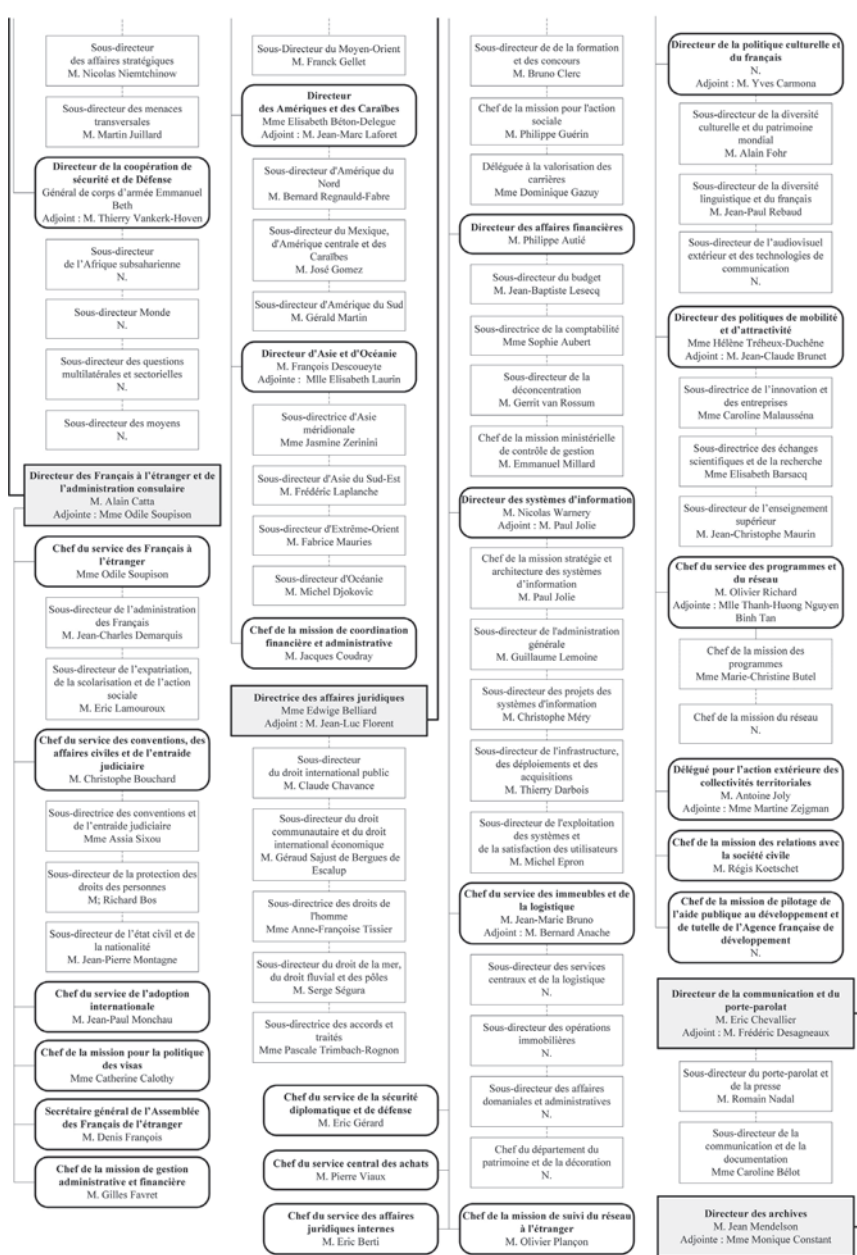 Sous-directeur
des affaires stratégiques
M. Nicolas Niemtchinow
Sous-directeur des menaces
transversales
M. Martin Juillard
Directeur de la coopération de
sécurité et de Défense
Général de corps d'armée Emmanuel
Beth
Adjoint : M. Thierry Vankerk-Hoven
Sous-directeur
de l'Afrique subsaharienne
N.
Sous-directeur Monde
N.
Sous-directeur des questions
multilatérales et sectorielles
N.
Sous-directeur des moyens
N.
Directeur des Français à l'étranger et de
l'administration consulaire
M. Alain Catta
Adjointe : Mme Odile Soupison
Chef du service des Français à
l'étranger
Mme Odile Soupison
Sous-directeur de l'administration
des Français
M. Jean-Charles Demarquis
Sous-directeur de l'expatriation,
de la scolarisation et de l'action
sociale
M. Eric Lamouroux
Chef du service des conventions, des
affaires civiles et de l'entraide
judiciaire
M. Christophe Bouchard
Sous-directrice des conventions et
de l'entraide judiciaire
Mme Assia Sixou
Sous-directeur de la protection des
droits des personnes
M; Richard Bos
Sous-directeur de l'état civil et de
la nationalité
M. Jean-Pierre Montagne
Chef du service de l'adoption
internationale
M. Jean-Paul Monchau
Chef de la mission pour la politique
des visas
Mme Catherine Calothy
Secrétaire général de l'Assemblée
des Français de l'étranger
M. Denis François
Chef de la mission de gestion
administrative et financière
M. Gilles Favret
Sous-Directeur du Moyen-Orient
M. Franck Gellet
Directeur
des Amériques et des Caraïbes
Mme Elisabeth Béton-Delegue
Adjoint : M. Jean-Marc Laforet
Sous-directeur d'Amérique du
Nord
M. Bernard Regnauld-Fabre
Sous-directeur du Mexique,
d'Amérique centrale et des
Caraïbes
M. José Gomez
Sous-directeur d'Amérique du Sud
M. Gérald Martin
Directeur d'Asie et d'Océanie
M. François Descoueyte
Adjointe : Mlle Elisabeth Laurin
Sous-directrice d'Asie
méridionale
Mme Jasmine Zerinini
Sous-directeur d'Asie du Sud-Est
M. Frédéric Laplanche
Sous-directeur d'Extrême-Orient
M. Fabrice Mauries
Sous-directeur d'Océanie
M. Michel Djokovic
Chef de la mission de coordination
financière et administrative
M. Jacques Coudray
Directrice des affaires juridiques
Mme Edwige Belliard
Adjoint : M. Jean-Luc Florent
Sous-directeur
du droit international public
M. Claude Chavance
Sous-directeur du droit
communautaire et du droit
international économique
M. Géraud Sajust de Bergues de
Escalup
Sous-directrice des droits de
l'homme
Mme Anne-Françoise Tissier
Sous-directeur du droit de la mer,
du droit fluvial et des pôles
M. Serge Ségura
Sous-directrice des accords et
traités
Mme Pascale Trimbach-Rognon
Chef du service de la sécurité
diplomatique et de défense
M. Eric Gérard
Chef du service central des achats
M. Pierre Viaux
Chef du service des affaires
juridiques internes
M. Eric Berti
Sous-directeur de de la formation
et des concours
M. Bruno Clerc
Chef de la mission pour l'action
sociale
M. Philippe Guérin
Déléguée à la valorisation des
carrières
Mme Dominique Gazuy
Directeur des affaires financières
M. Philippe Autié
Sous-directeur du budget
M. Jean-Baptiste Lesecq
Sous-directrice de la comptabilité
Mme Sophie Aubert
Sous-directeur de la
déconcentration
M. Gerrit van Rossum
Chef de la mission ministérielle
de contrôle de gestion
M. Emmanuel Millard
Directeur des systèmes d'information
M. Nicolas Warnery
Adjoint : M. Paul Jolie
Chef de la mission stratégie et
architecture des systèmes
d'information
M. Paul Jolie
Sous-directeur de l'administration
générale
M. Guillaume Lemoine
Sous-directeur des projets des
systèmes d'information
M. Christophe Méry
Sous-directeur de l'infrastructure,
des déploiements et des
acquisitions
M. Thierry Darbois
Sous-directeur de l'exploitation
des systèmes et
de la satisfaction des utilisateurs
M. Michel Epron
Chef du service des immeubles et de
la logistique
M. Jean-Marie Bruno
Adjoint : M. Bernard Anache
Sous-directeur des services
centraux et de la logistique
N.
Sous-directeur des opérations
immobilières
N.
Sous-directeur des affaires
domaniales et administratives
N.
Chef du département du
patrimoine et de la décoration
N.
Chef de la mission de suivi du réseau
à l'étranger
M. Olivier Plançon
Directeur de la politique culturelle et
du français
N.
Adjoint : M. Yves Carmona
Sous-directeur de la diversité
culturelle et du patrimoine
mondial
M. Alain Fohr
Sous-directeur de la diversité
linguistique et du français
M. Jean-Paul Rebaud
Sous-directeur de l'audiovisuel
extérieur et des technologies de
communication
N.
Directeur des politiques de mobilité
et d'attractivité
Mme Hélène Tréheux-Duchêne
Adjoint : M. Jean-Claude Brunet
Sous-directrice de l'innovation et
des entreprises
Mme Caroline Malausséna
Sous-directrice des échanges
scientifiques et de la recherche
Mme Elisabeth Barsacq
Sous-directeur de l'enseignement
supérieur
M. Jean-Christophe Maurin
Chef du service des programmes et
du réseau
M. Olivier Richard
Adjointe : Mlle Thanh-Huong Nguyen
Binh Tan
Chef de la mission des
programmes
Mme Marie-Christine Butel
Chef de la mission du réseau
N.
Délégué pour l'action extérieure des
collectivités territoriales
M. Antoine Joly
Adjointe : Mme Martine Zejgman
Chef de la mission des relations avec
la société civile
M. Régis Koetschet
Chef de la mission de pilotage de
l'aide publique au développement et
de tutelle de l'Agence française de
développement
N.
Directeur de la communication et du
porte-parolat
M. Eric Chevallier
Adjoint : M. Frédéric Desagneaux
Sous-directeur du porte-parolat et
de la presse
M. Romain Nadal
Sous-directeur de la
communication et de la
documentation
Mme Caroline Bélot
Directeur des archives
M. Jean Mendelson
Adjointe : Mme Monique Constant